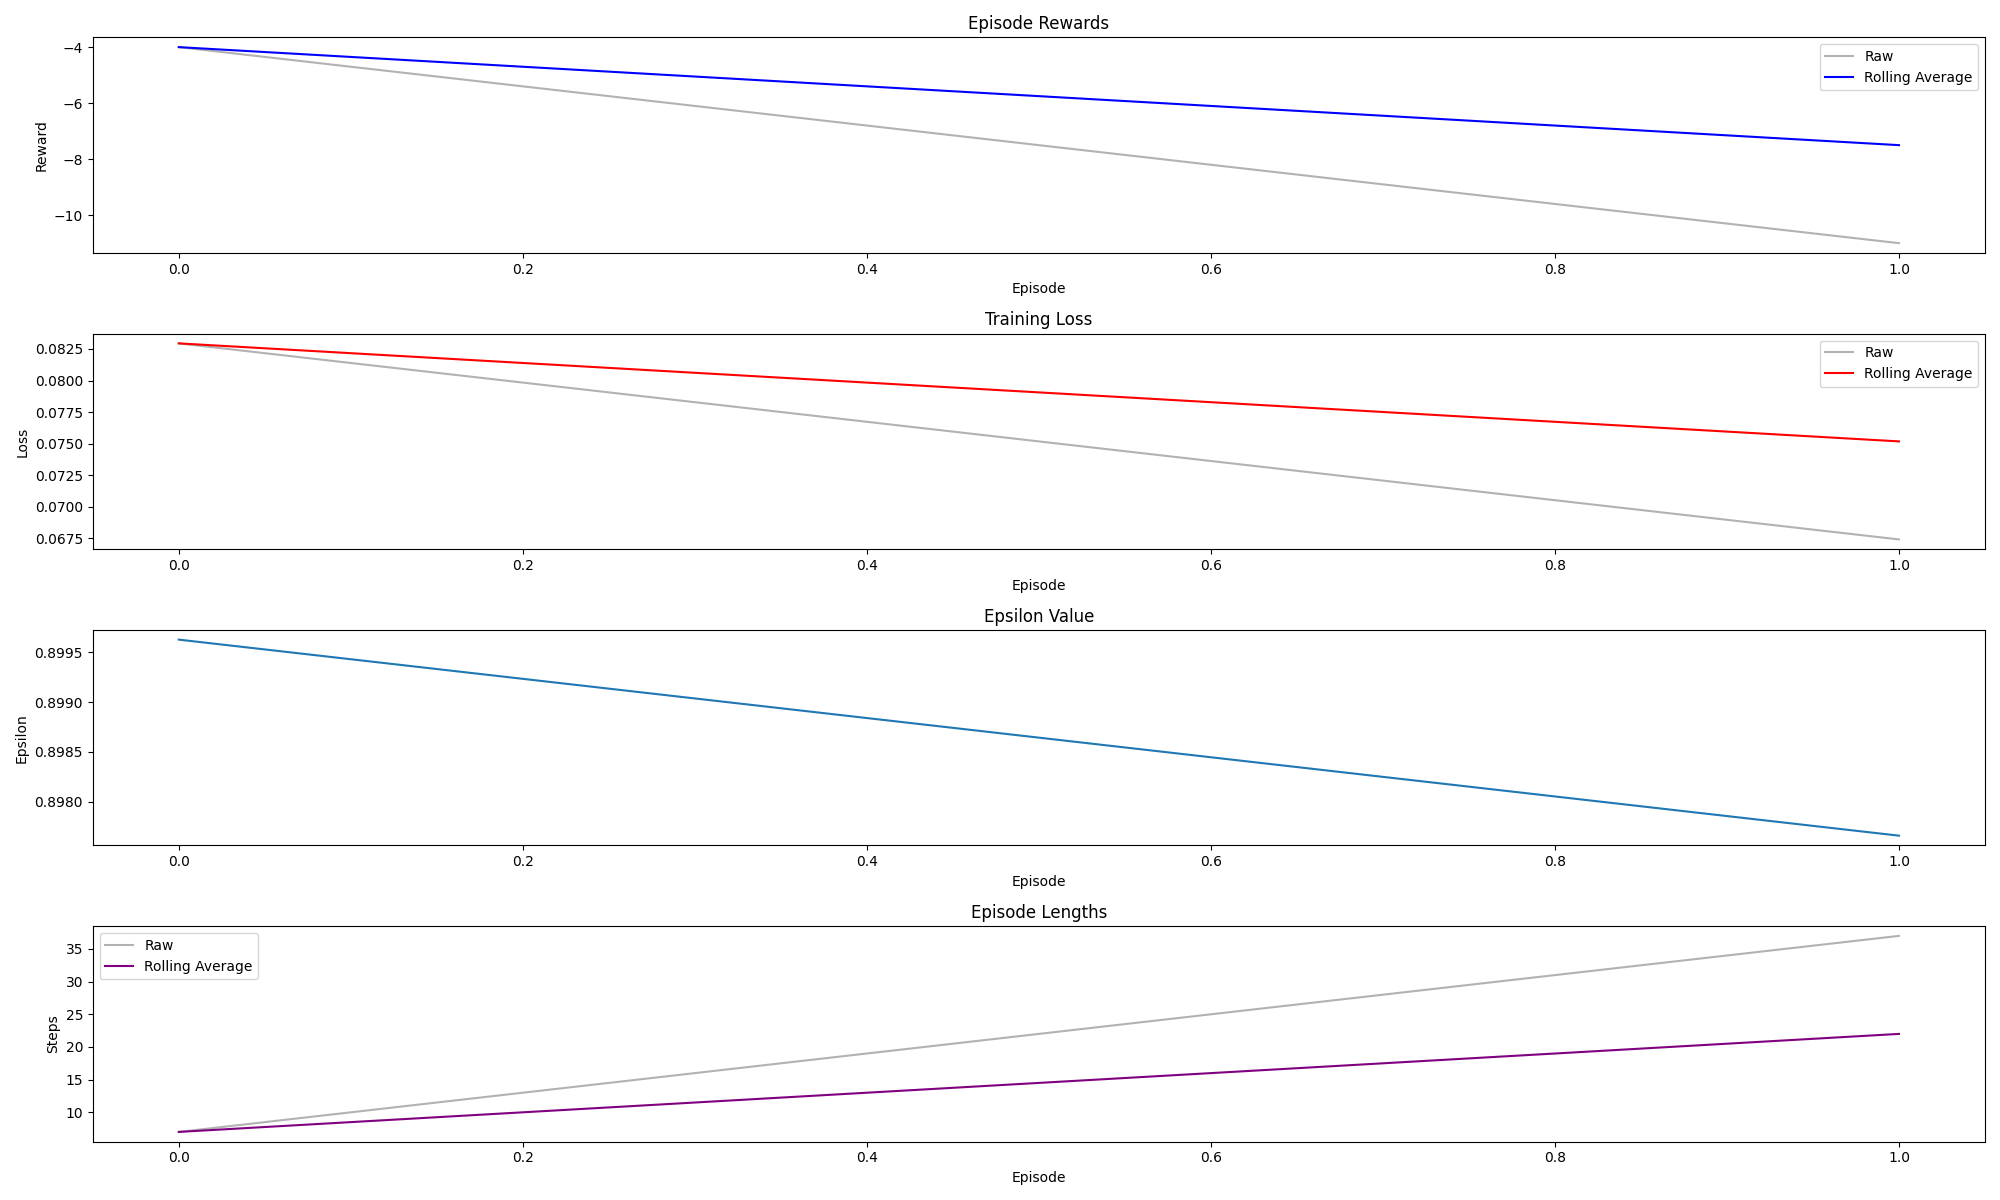 Episode Rewards
−4
−6
−8
−10
Reward
Raw
Rolling Average
0.0 0.2 0.4 0.6 0.8 1.0
Episode
Training Loss
0.0825
0.0800
0.0775
0.0750
0.0725
0.0700
0.0675
Loss
Raw
Rolling Average
0.0 0.2 0.4 0.6 0.8 1.0
Episode
Epsilon Value
0.8995
0.8990
0.8985
0.8980
Epsilon
0.0 0.2 0.4 0.6 0.8 1.0
Episode
Episode Lengths
35
30
25
20
15
10
Steps
Raw
Rolling Average
0.0 0.2 0.4 0.6 0.8 1.0
Episode